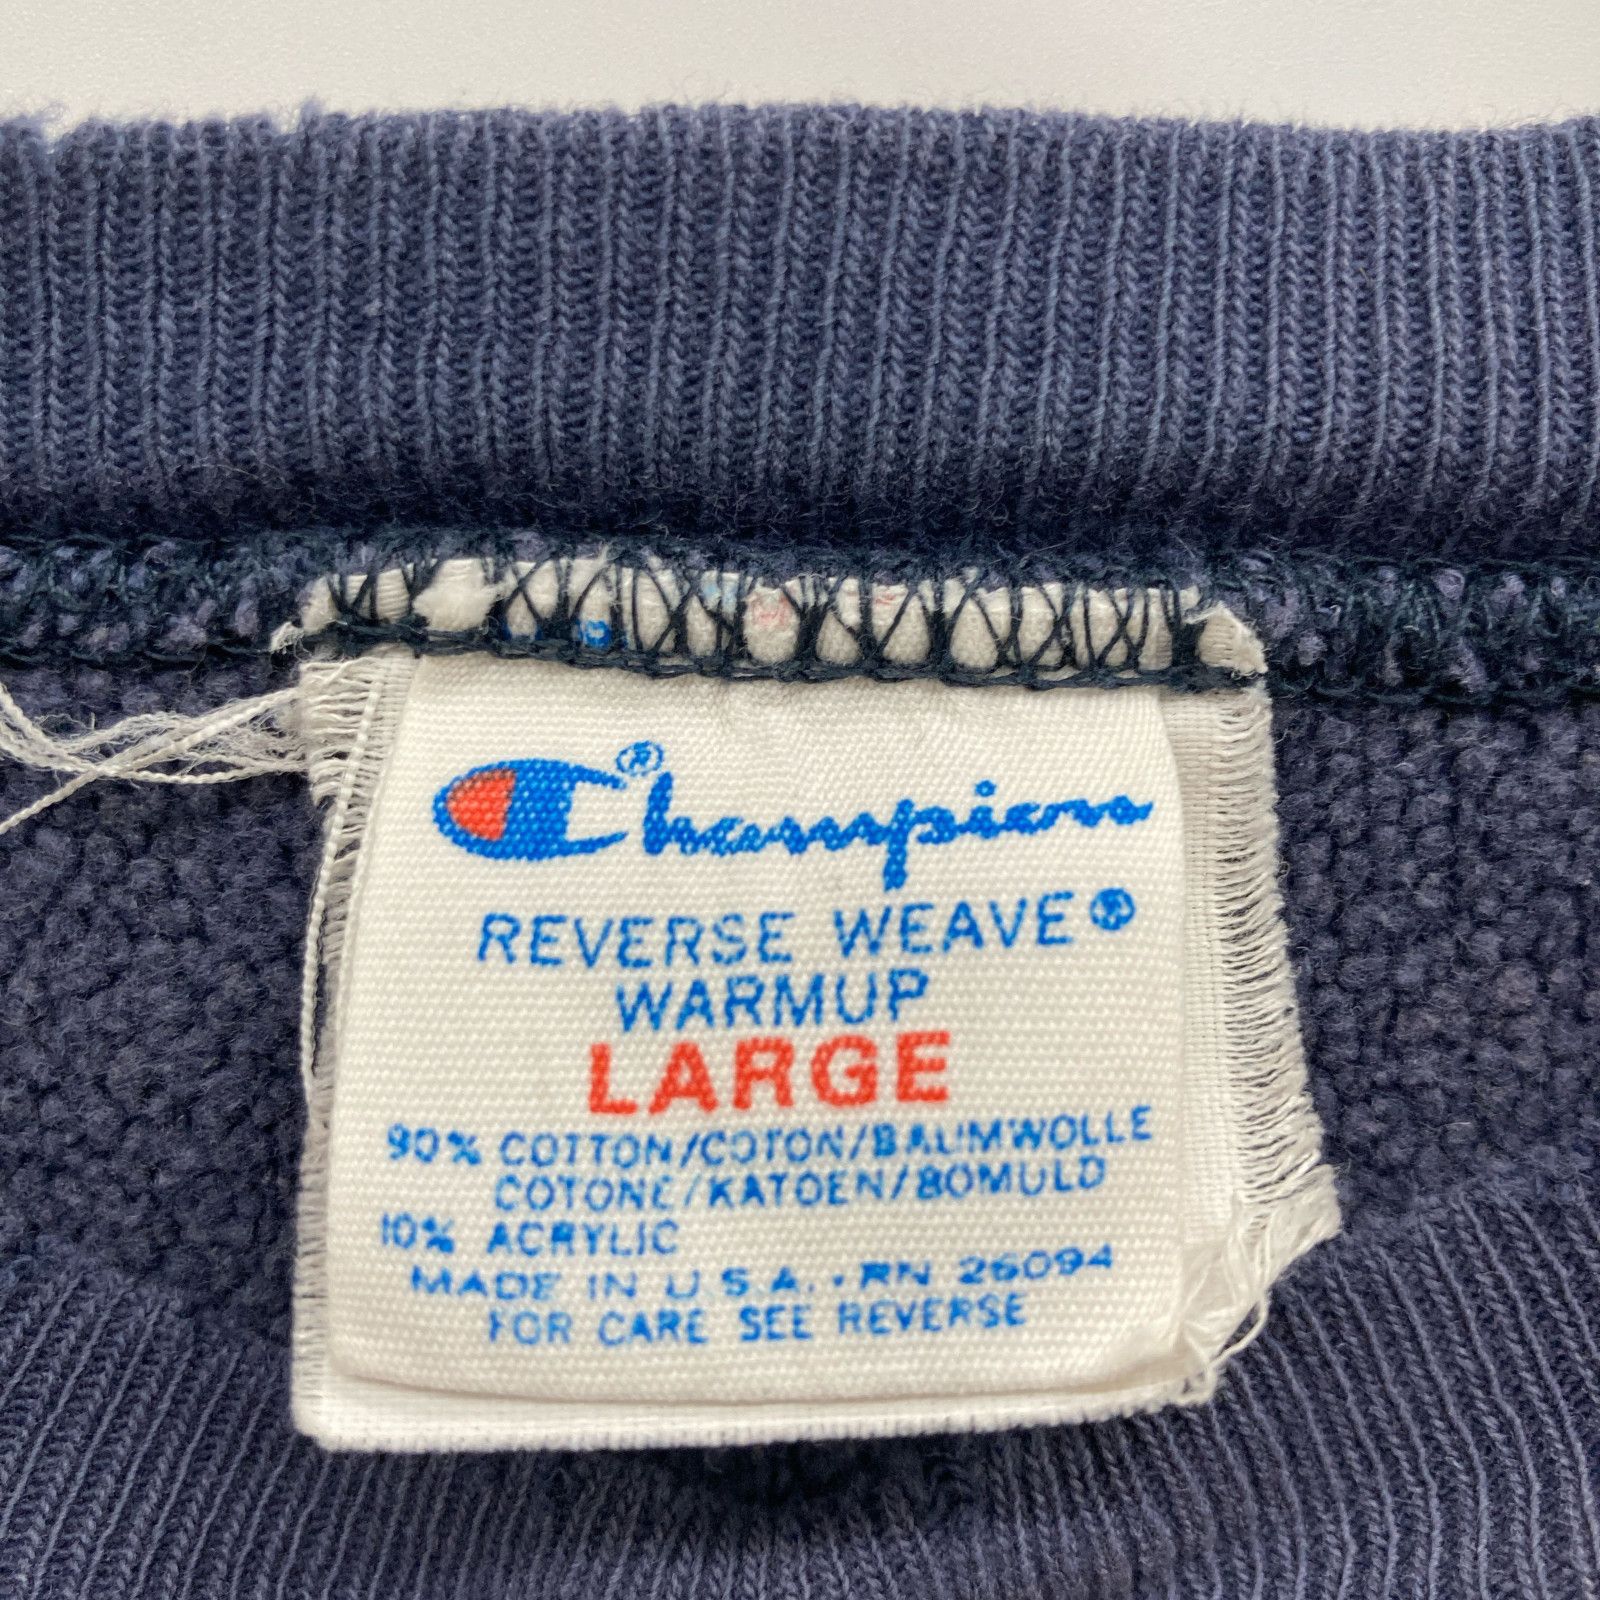 Champion®
REVERSE WEAVE®
WARMUP
LARGE
90% COTTON/COTON/BAUMWOLLE
COTONE/KATOEN/BOMULD
10% ACRYLIC
MADE IN U.S.A. • RN 26094
FOR CARE SEE REVERSE